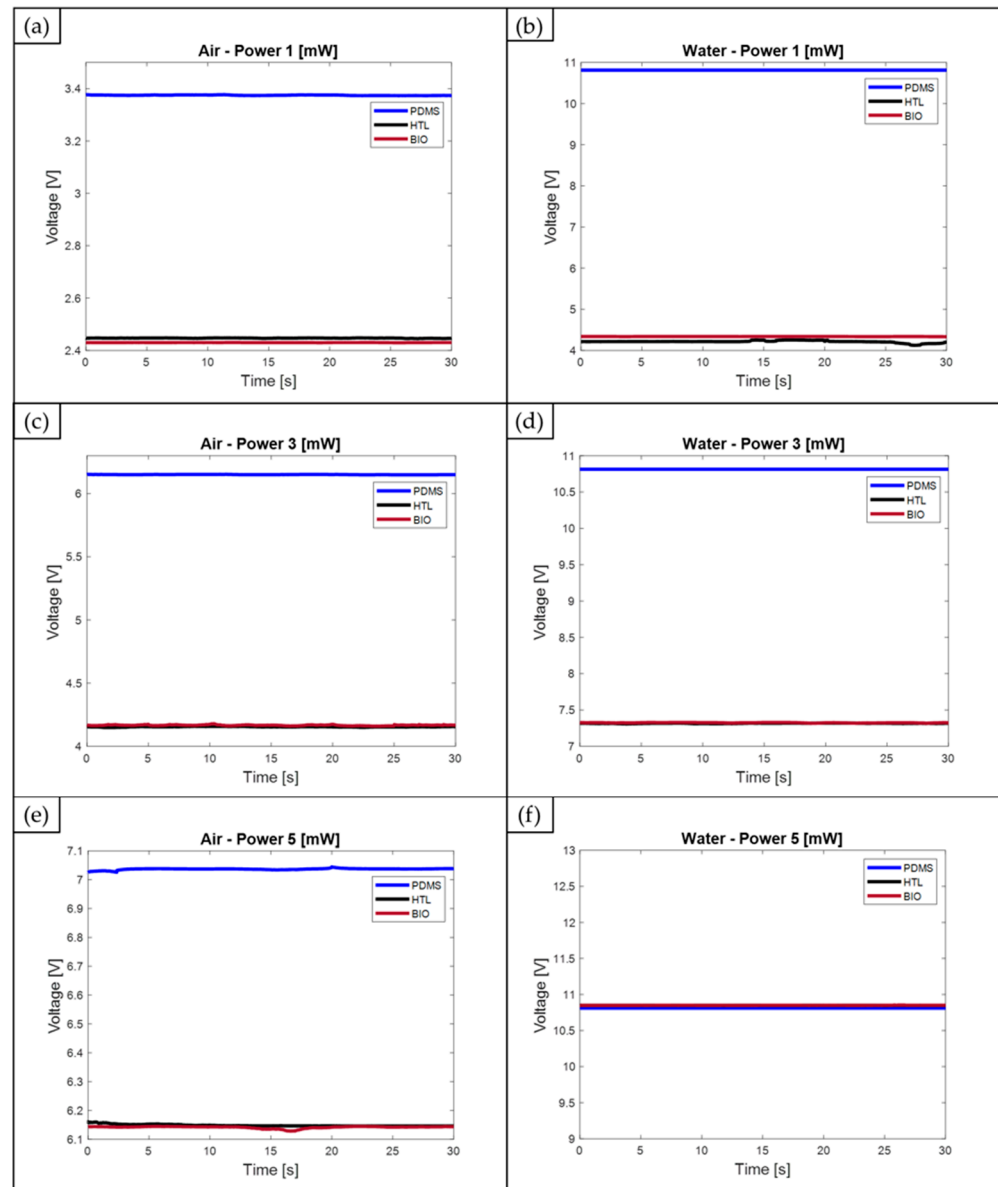 (a)
Air - Power 1 [mW]
3.4
3.2
3
2.8
2.6
2.4
Voltage [V]
PDMS
HTL
BIO
0 5 10 15 20 25 30
Time [s]
(b)
Water - Power 1 [mW]
11
10
9
8
7
6
5
4
Voltage [V]
PDMS
HTL
BIO
0 5 10 15 20 25 30
Time [s]
(c)
Air - Power 3 [mW]
6
5.5
5
4.5
4
Voltage [V]
PDMS
HTL
BIO
0 5 10 15 20 25 30
Time [s]
(d)
Water - Power 3 [mW]
11
10.5
10
9.5
9
8.5
8
7.5
7
Voltage [V]
PDMS
HTL
BIO
0 5 10 15 20 25 30
Time [s]
(e)
Air - Power 5 [mW]
7.1
7
6.9
6.8
6.7
6.6
6.5
6.4
6.3
6.2
6.1
Voltage [V]
PDMS
HTL
BIO
0 5 10 15 20 25 30
Time [s]
(f)
Water - Power 5 [mW]
13
12.5
12
11.5
11
10.5
10
9.5
9
Voltage [V]
PDMS
HTL
BIO
0 5 10 15 20 25 30
Time [s]